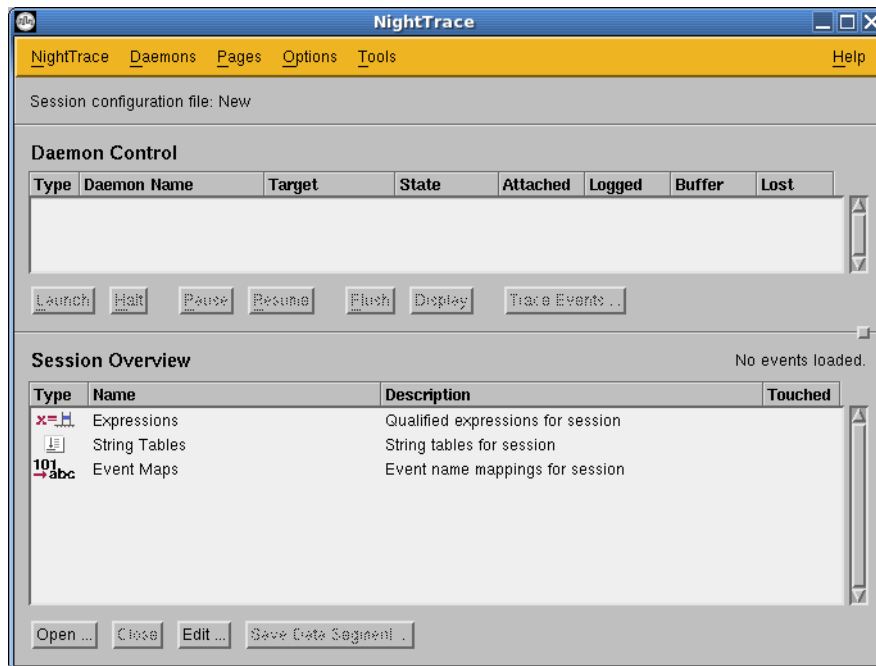 NightTrace
NightTrace Daemons Pages Options Tools Help
Session configuration file: New
Daemon Control
Type Daemon Name Target State Attached Logged Buffer Lost
Launch Halt Pause Resume Flush Display Trace Events ...
Session Overview No events loaded.
Type Name Description Touched
x= Expressions Qualified expressions for session
String Tables String tables for session
101 →abc Event Maps Event name mappings for session
Open ... Close Edit ... Save Data Segment ...